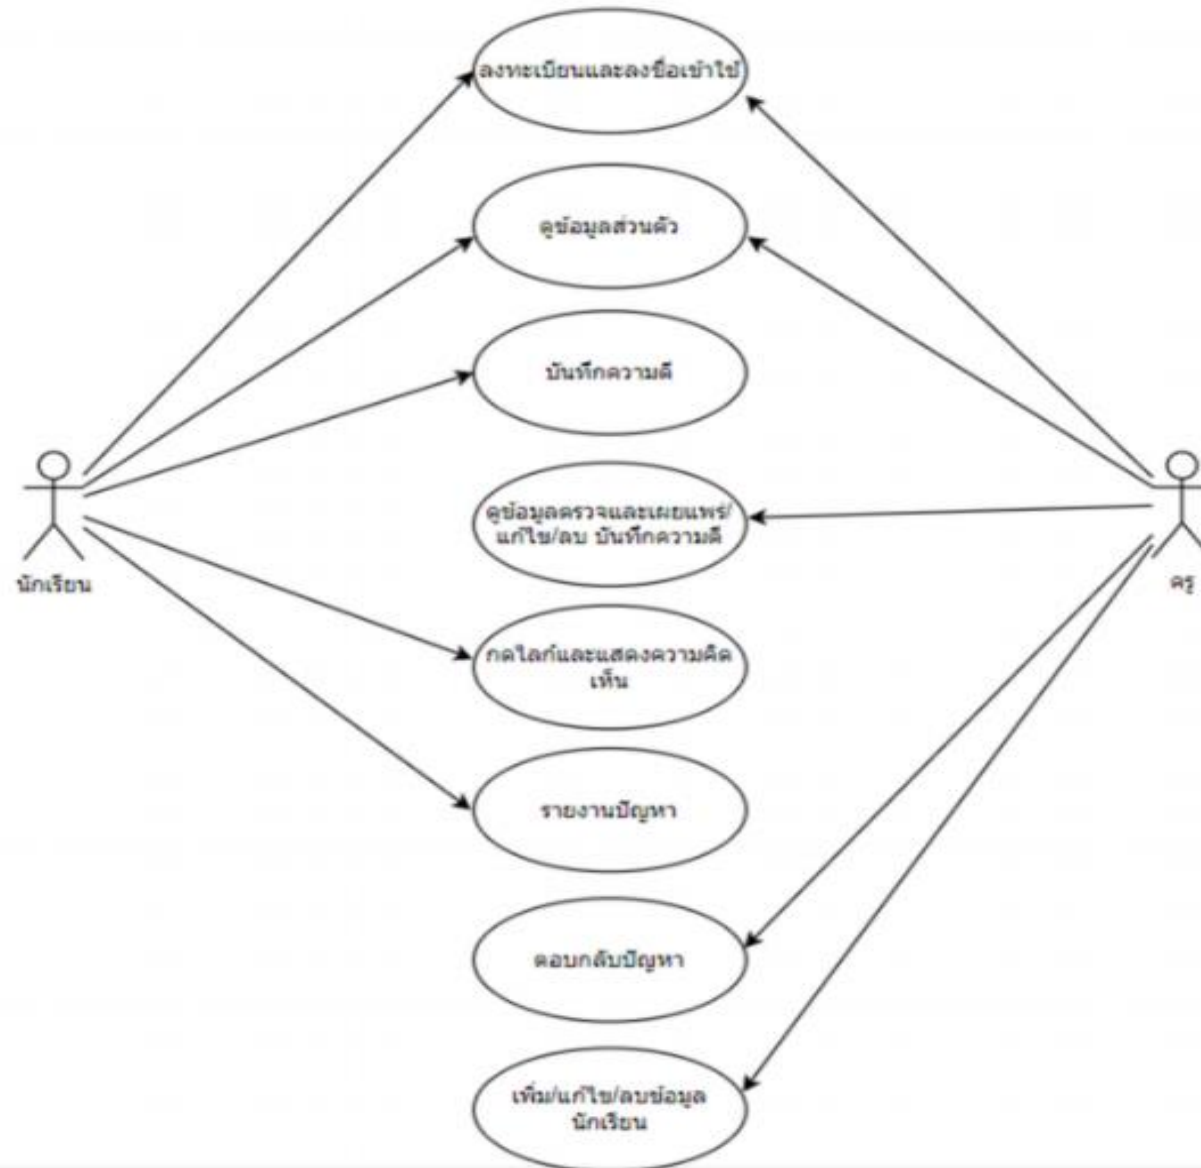 ลงทะเบียนและลงชื่อเข้าใช้
ดูข้อมูลส่วนตัว
บันทึกความดี
ดูข้อมูลตรวจและเผยแพร่/
แก้ไข/ลบ บันทึกความดี
นักเรียน
ครู
กดไลก์และแสดงความคิด
เห็น
รายงานปัญหา
ตอบกลับปัญหา
เพิ่ม/แก้ไข/ลบข้อมูล
นักเรียน